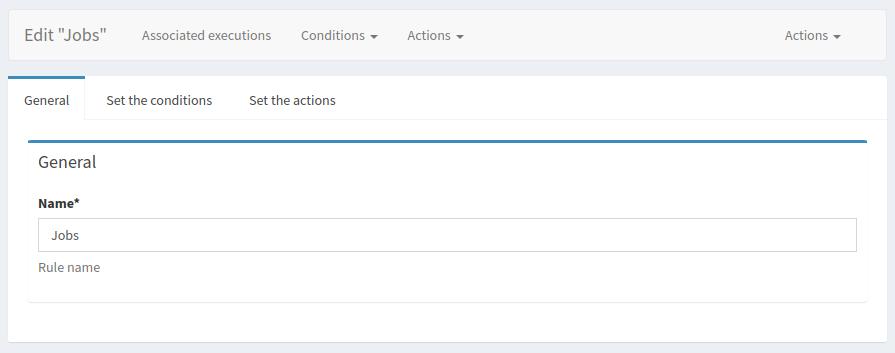 Edit "Jobs" Associated executions Conditions Actions Actions
General Set the conditions Set the actions
General
Name*
Jobs
Rule name